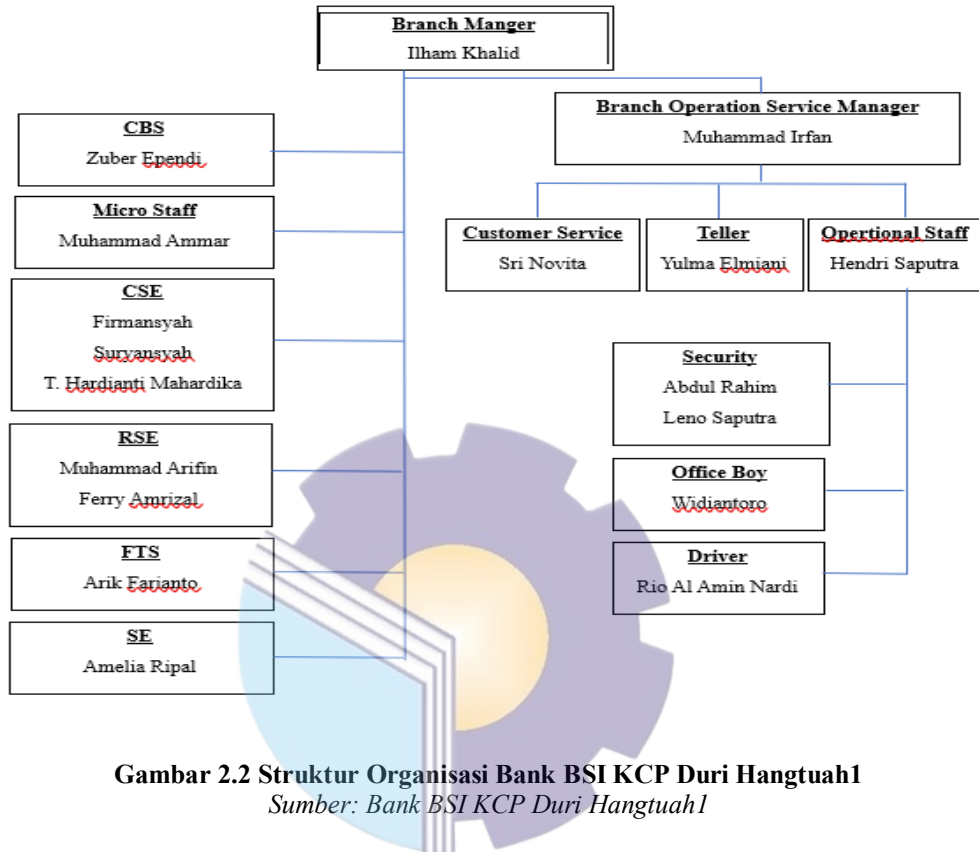 Branch Manger
Ilham Khalid
Branch Operation Service Manager
Muhammad Irfan
CBS
Zuber Ependi
Micro Staff
Muhammad Ammar
Customer Service
Sri Novita
Teller
Yulma Elmiani
Opertional Staff
Hendri Saputra
CSE
Firmansyah
Suryansyah
T. Hardianti Mahardika
Security
Abdul Rahim
Leno Saputra
RSE
Muhammad Arifin
Ferry Amrizal
Office Boy
Widiantoro
FTS
Arik Farianto
Driver
Rio Al Amin Nardi
SE
Amelia Ripal
Gambar 2.2 Struktur Organisasi Bank BSI KCP Duri Hangtuah1
Sumber: Bank BSI KCP Duri Hangtuah1